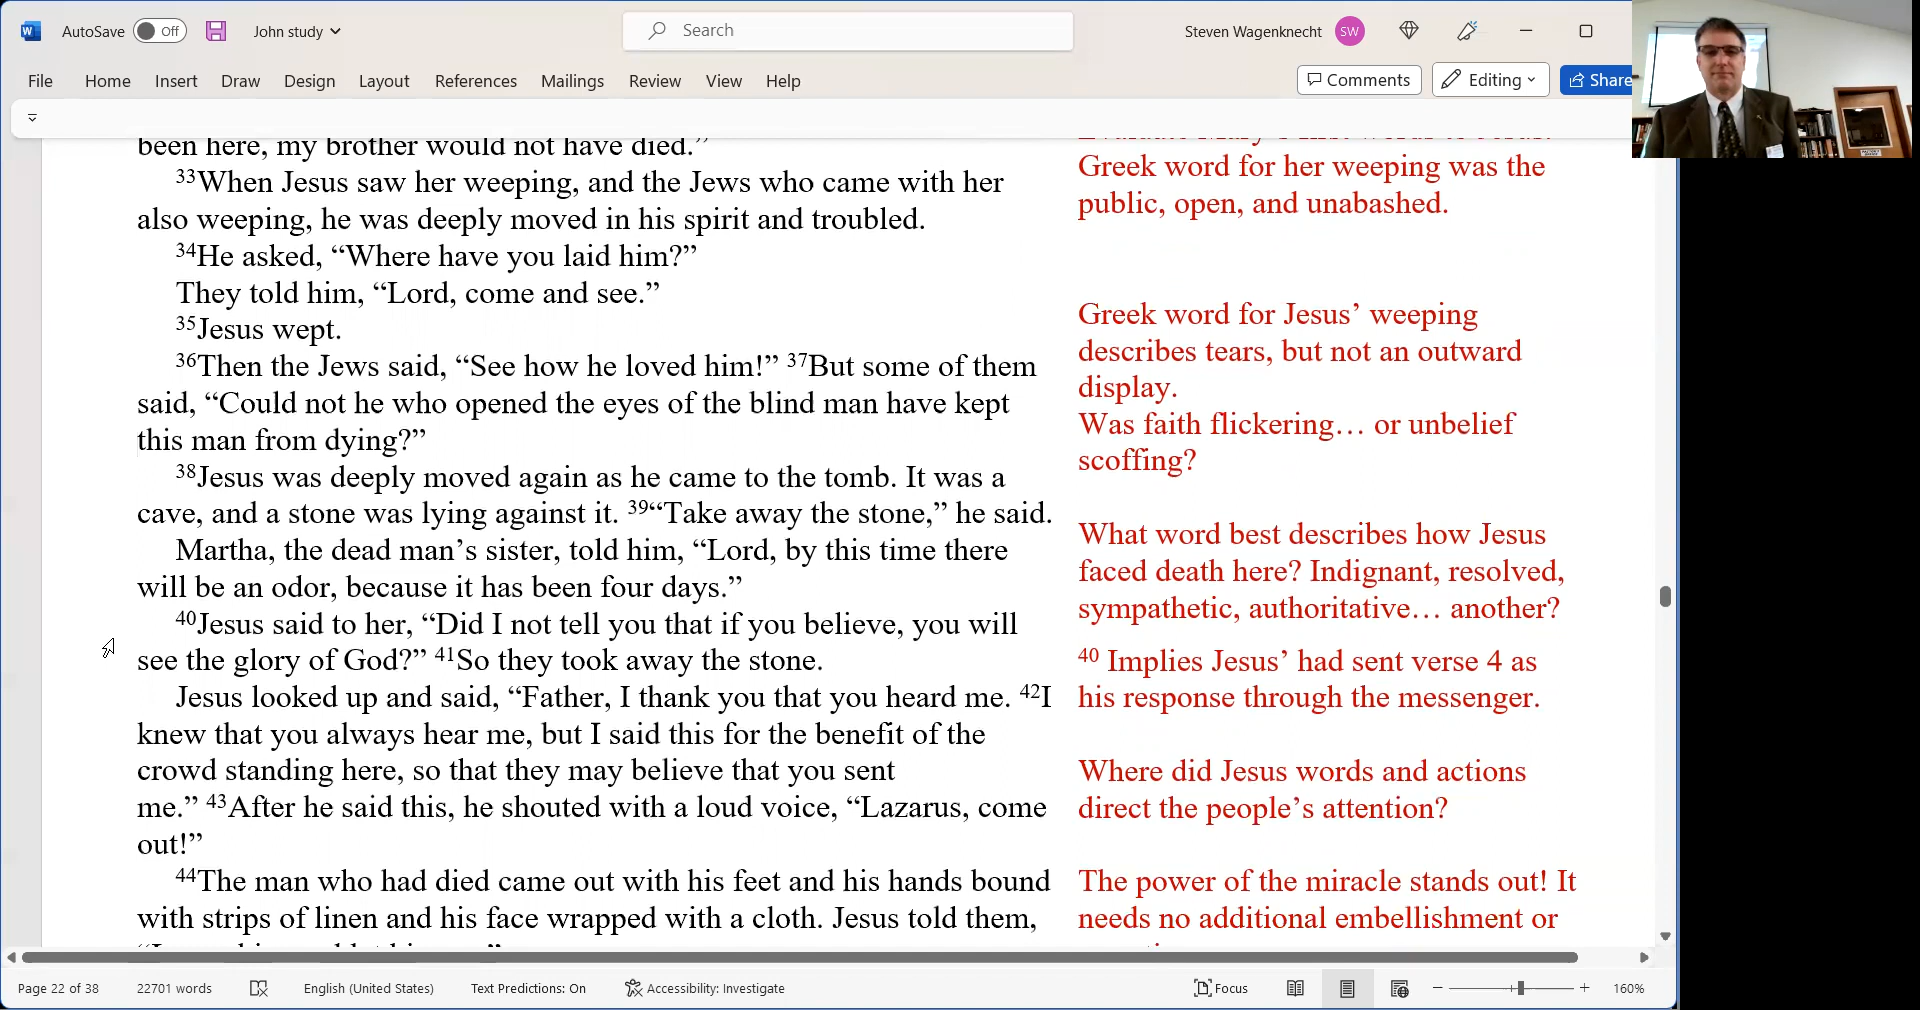 AutoSave Off John study Search Steven Wagenknecht SW
File Home Insert Draw Design Layout References Mailings Review View Help Comments Editing Share
been here, my brother would not have died.”
³³When Jesus saw her weeping, and the Jews who came with her
also weeping, he was deeply moved in his spirit and troubled.
³⁴He asked, “Where have you laid him?”
They told him, “Lord, come and see.”
³⁵Jesus wept.
³⁶Then the Jews said, “See how he loved him!” ³⁷But some of them
said, “Could not he who opened the eyes of the blind man have kept
this man from dying?”
³⁸Jesus was deeply moved again as he came to the tomb. It was a
cave, and a stone was lying against it. ³⁹“Take away the stone,” he said.
Martha, the dead man’s sister, told him, “Lord, by this time there
will be an odor, because it has been four days.”
⁴⁰Jesus said to her, “Did I not tell you that if you believe, you will
see the glory of God?” ⁴¹So they took away the stone.
Jesus looked up and said, “Father, I thank you that you heard me. ⁴²I
knew that you always hear me, but I said this for the benefit of the
crowd standing here, so that they may believe that you sent
me.” ⁴³After he said this, he shouted with a loud voice, “Lazarus, come
out!”
⁴⁴The man who had died came out with his feet and his hands bound
with strips of linen and his face wrapped with a cloth. Jesus told them,
Greek word for her weeping was the
public, open, and unabashed.
Greek word for Jesus’ weeping
describes tears, but not an outward
display.
Was faith flickering… or unbelief
scoffing?
What word best describes how Jesus
faced death here? Indignant, resolved,
sympathetic, authoritative… another?
⁴⁰ Implies Jesus’ had sent verse 4 as
his response through the messenger.
Where did Jesus words and actions
direct the people’s attention?
The power of the miracle stands out! It
needs no additional embellishment or
Page 22 of 38 22701 words English (United States) Text Predictions: On Accessibility: Investigate Focus 160%